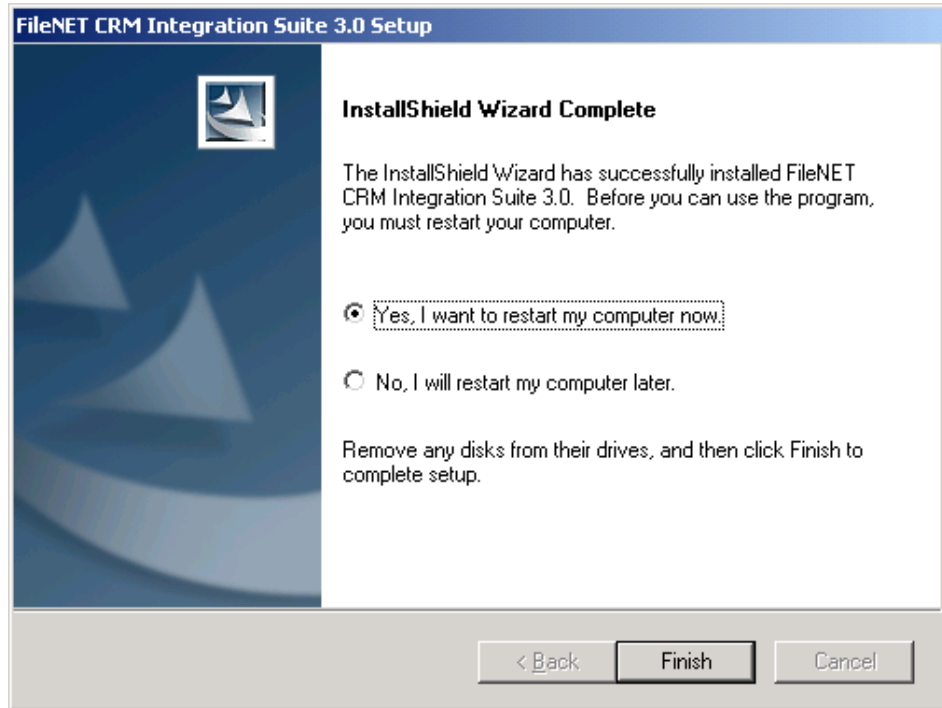 FileNET CRM Integration Suite 3.0 Setup
InstallShield Wizard Complete
The InstallShield Wizard has successfully installed FileNET
CRM Integration Suite 3.0.  Before you can use the program,
you must restart your computer.
Yes, I want to restart my computer now.
No, I will restart my computer later.
Remove any disks from their drives, and then click Finish to
complete setup.
< Back
Finish
Cancel